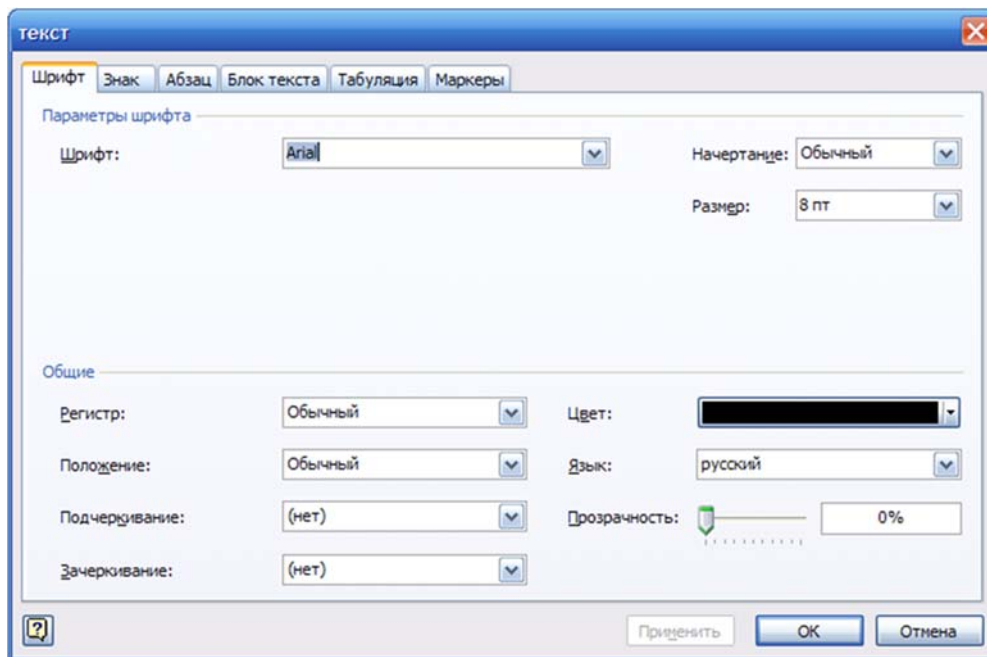 текст
Шрифт Знак Абзац Блок текста Табуляция Маркеры
Параметры шрифта
Шрифт: Arial Начертание: Обычный
Размер: 8 пт
Общие
Регистр: Обычный Цвет:
Положение: Обычный Язык: русский
Подчеркивание: (нет) Прозрачность: 0%
Зачеркивание: (нет)
? Применить ОК Отмена